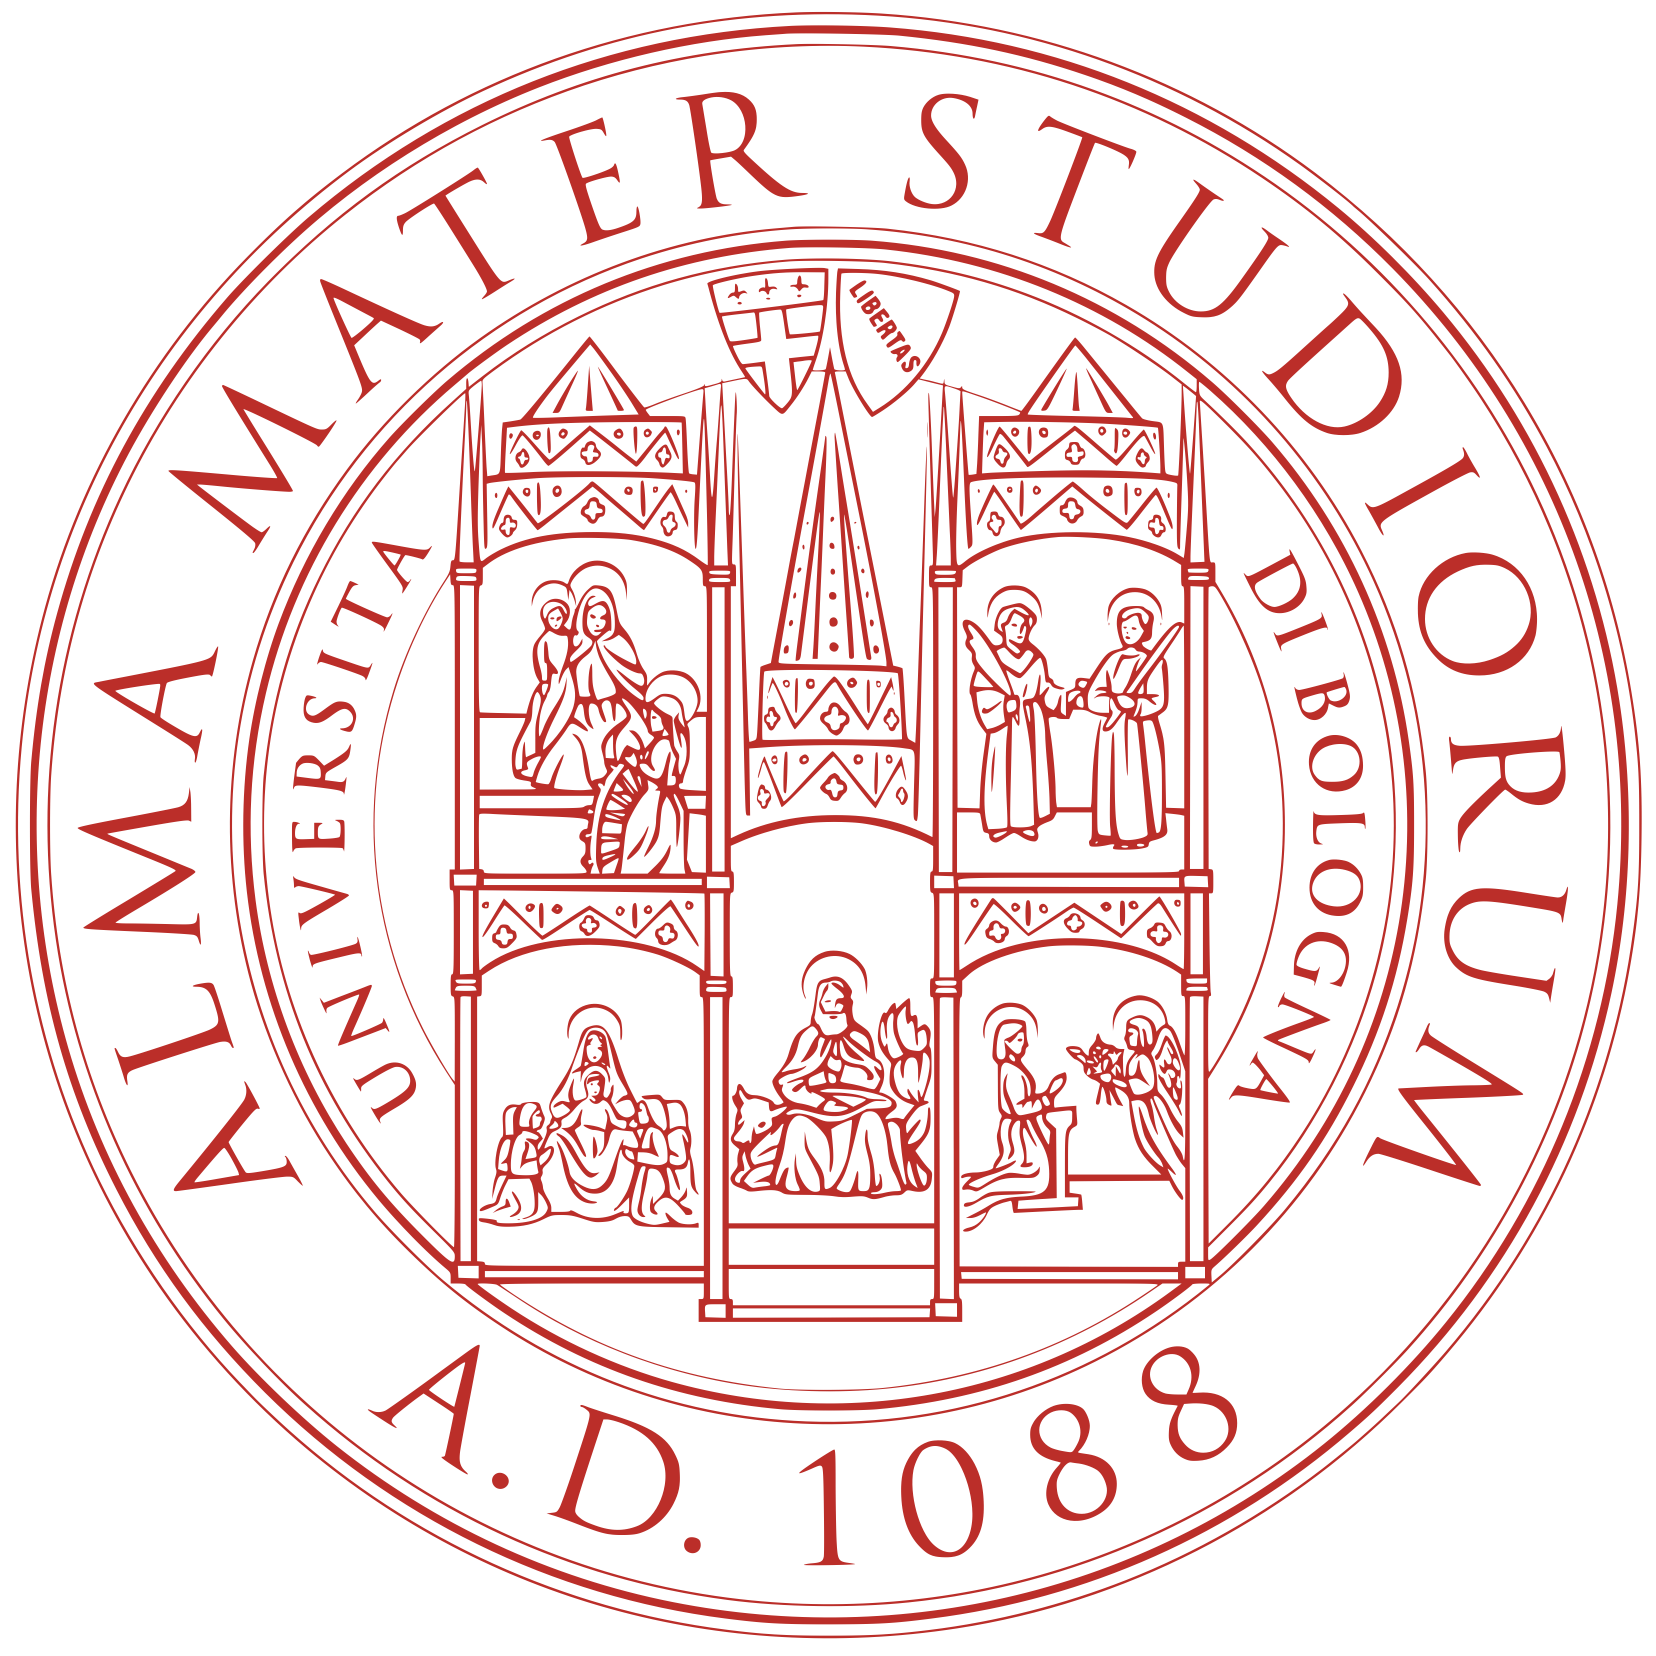 ALMA MATER STUDIORUM
A.D. 1088
UNIVERSITA
DI BOLOGNA
LIBERTAS